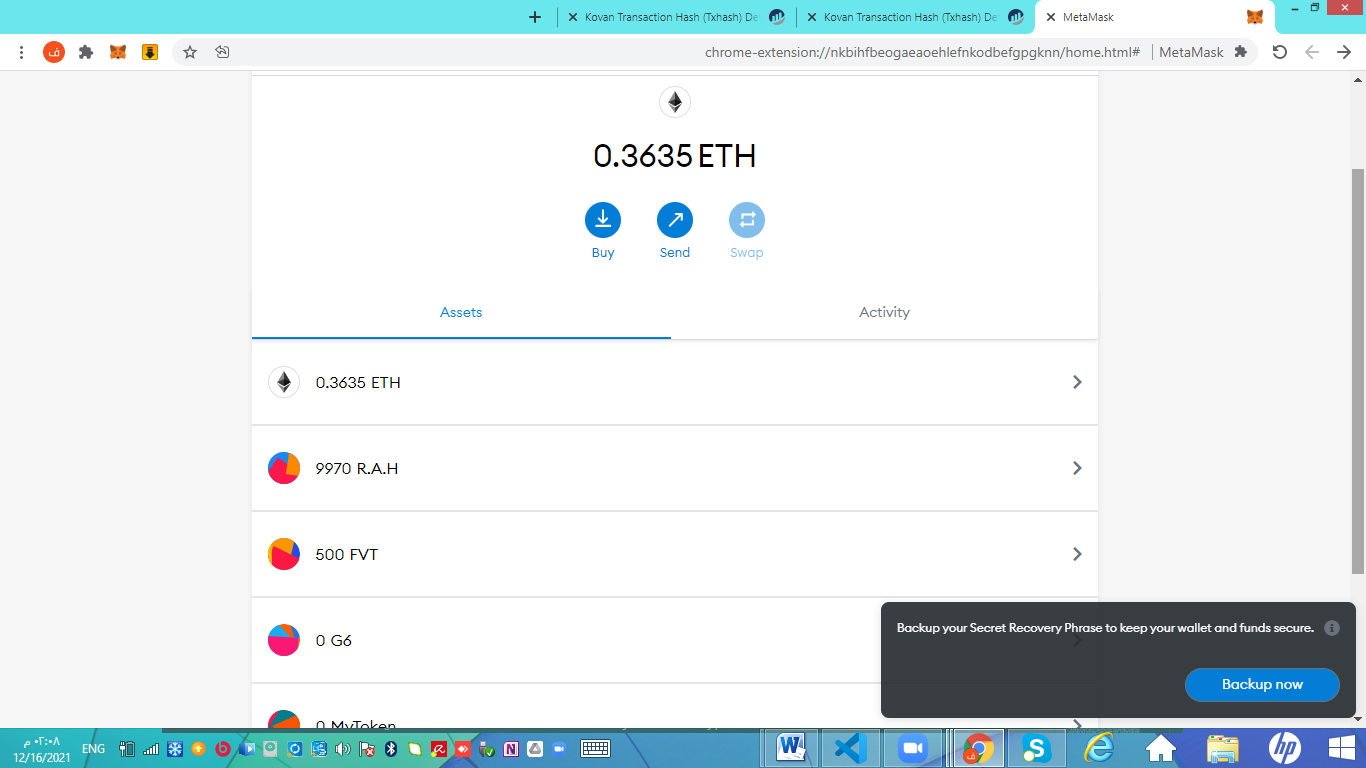 Kovan Transaction Hash (Txhash) De
Kovan Transaction Hash (Txhash) De
MetaMask
ف
chrome-extension://nkbihfbeogaeaoehlefnkodbefgpgknn/home.html#
MetaMask
0.3635 ETH
Buy
Send
Swap
Assets
Activity
0.3635 ETH
9970 R.A.H
500 FVT
0 G6
0 MyToken
Backup your Secret Recovery Phrase to keep your wallet and funds secure.
Backup now
٠٢:٠٨ م
12/16/2021
ENG